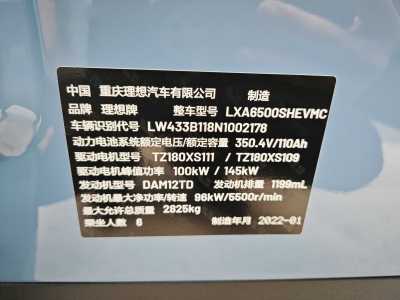 中国 重庆理想汽车有限公司 制造
品牌 理想牌 整车型号 LXA6500SHEVMC
车辆识别代号 LW433B118N1002178
动力电池系统额定电压/额定容量 350.4V/110Ah
驱动电机型号 TZ180XS111 / TZ180XS109
驱动电机峰值功率 100kW / 145kW
发动机型号 DAM12TD 发动机排量 1199mL
发动机最大净功率/转速 96kW/5500r/min
最大允许总质量 2825kg
乘坐人数 6 制造年月 2022-01